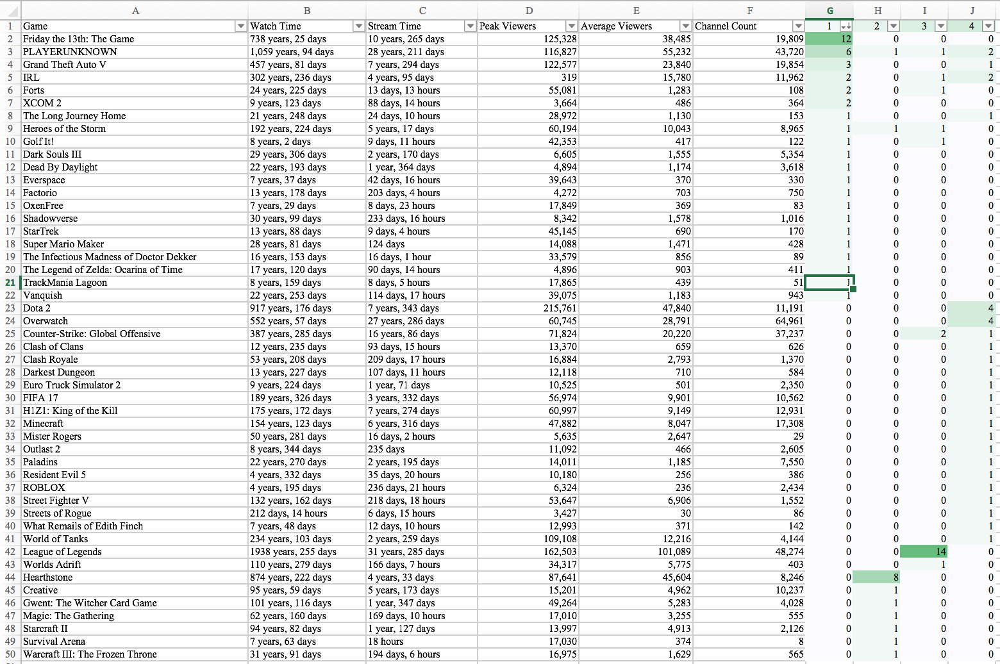 A B C D E F G H I J
1 Game Watch Time Stream Time Peak Viewers Average Viewers Channel Count 1 2 3 4
2 Friday the 13th: The Game 738 years, 25 days 10 years, 265 days 125,328 38,485 19,809 12 0 0 0
3 PLAYERUNKNOWN 1,059 years, 94 days 28 years, 211 days 116,827 55,232 43,720 6 1 1 2
4 Grand Theft Auto V 457 years, 81 days 7 years, 294 days 122,577 23,840 19,854 3 0 0 1
5 IRL 302 years, 236 days 4 years, 95 days 319 15,780 11,962 2 0 1 2
6 Forts 24 years, 225 days 13 days, 13 hours 55,081 1,283 108 2 0 1 0
7 XCOM 2 9 years, 123 days 88 days, 14 hours 3,664 486 364 2 0 0 0
8 The Long Journey Home 21 years, 248 days 24 days, 10 hours 28,972 1,130 153 1 0 0 1
9 Heroes of the Storm 192 years, 224 days 5 years, 17 days 60,194 10,043 8,965 1 1 1 0
10 Golf It! 8 years, 2 days 9 days, 11 hours 42,353 417 122 1 0 1 0
11 Dark Souls III 29 years, 306 days 2 years, 170 days 6,605 1,555 5,354 1 0 0 0
12 Dead By Daylight 22 years, 193 days 1 year, 364 days 4,894 1,174 3,618 1 0 0 0
13 Everspace 7 years, 37 days 42 days, 16 hours 39,643 370 330 1 0 0 0
14 Factorio 13 years, 178 days 203 days, 4 hours 4,272 703 750 1 0 0 0
15 OxenFree 7 years, 29 days 8 days, 23 hours 17,849 369 83 1 0 0 0
16 Shadowverse 30 years, 99 days 233 days, 16 hours 8,342 1,578 1,016 1 0 0 0
17 StarTrek 13 years, 88 days 9 days, 4 hours 45,145 690 170 1 0 0 0
18 Super Mario Maker 28 years, 81 days 124 days 14,088 1,471 428 1 0 0 0
19 The Infectious Madness of Doctor Dekker 16 years, 153 days 16 days, 1 hour 33,579 856 89 1 0 0 0
20 The Legend of Zelda: Ocarina of Time 17 years, 120 days 90 days, 14 hours 4,896 903 411 1 0 0 0
21 TrackMania Lagoon 8 years, 159 days 8 days, 5 hours 17,865 439 51 1 0 0 0
22 Vanquish 22 years, 253 days 114 days, 17 hours 39,075 1,183 943 1 0 0 0
23 Dota 2 917 years, 176 days 7 years, 343 days 215,761 47,840 11,191 0 0 0 4
24 Overwatch 552 years, 57 days 27 years, 286 days 60,745 28,791 64,961 0 0 0 4
25 Counter-Strike: Global Offensive 387 years, 285 days 16 years, 86 days 71,824 20,220 37,237 0 0 2 1
26 Clash of Clans 12 years, 235 days 93 days, 15 hours 13,370 659 626 0 0 0 1
27 Clash Royale 53 years, 208 days 209 days, 17 hours 16,884 2,793 1,370 0 0 0 1
28 Darkest Dungeon 13 years, 227 days 107 days, 11 hours 12,118 710 584 0 0 0 1
29 Euro Truck Simulator 2 9 years, 224 days 1 year, 71 days 10,525 501 2,350 0 0 0 1
30 FIFA 17 189 years, 326 days 3 years, 332 days 56,974 9,901 10,562 0 0 0 1
31 H1Z1: King of the Kill 175 years, 172 days 7 years, 274 days 60,997 9,149 12,931 0 0 0 1
32 Minecraft 154 years, 123 days 6 years, 316 days 47,882 8,047 17,308 0 0 0 1
33 Mister Rogers 50 years, 281 days 16 days, 2 hours 5,635 2,647 29 0 0 0 1
34 Outlast 2 8 years, 344 days 235 days 11,092 466 2,605 0 0 0 1
35 Paladins 22 years, 270 days 2 years, 195 days 14,011 1,185 7,550 0 0 0 1
36 Resident Evil 5 4 years, 332 days 35 days, 20 hours 10,180 256 386 0 0 0 1
37 ROBLOX 4 years, 195 days 236 days, 21 hours 6,324 236 2,434 0 0 0 1
38 Street Fighter V 132 years, 162 days 218 days, 18 hours 53,647 6,906 1,552 0 0 0 1
39 Streets of Rogue 212 days, 14 hours 6 days, 15 hours 3,427 30 86 0 0 0 1
40 What Remails of Edith Finch 7 years, 48 days 12 days, 10 hours 12,993 371 142 0 0 0 1
41 World of Tanks 234 years, 103 days 2 years, 259 days 109,108 12,216 4,144 0 0 0 1
42 League of Legends 1938 years, 255 days 31 years, 285 days 162,503 101,089 48,274 0 0 14 0
43 Worlds Adrift 110 years, 279 days 166 days, 7 hours 34,317 5,775 403 0 0 1 0
44 Hearthstone 874 years, 222 days 4 years, 33 days 87,641 45,604 8,246 0 8 0 0
45 Creative 95 years, 59 days 5 years, 173 days 15,201 4,962 10,237 0 1 0 0
46 Gwent: The Witcher Card Game 101 years, 116 days 1 year, 347 days 49,264 5,283 4,028 0 1 0 0
47 Magic: The Gathering 62 years, 160 days 169 days, 10 hours 17,010 3,255 555 0 1 0 0
48 Starcraft II 94 years, 82 days 1 year, 127 days 13,997 4,913 2,126 0 1 0 0
49 Survival Arena 7 years, 63 days 18 hours 17,030 374 8 0 1 0 0
50 Warcraft III: The Frozen Throne 31 years, 91 days 194 days, 6 hours 16,975 1,629 565 0 1 0 0